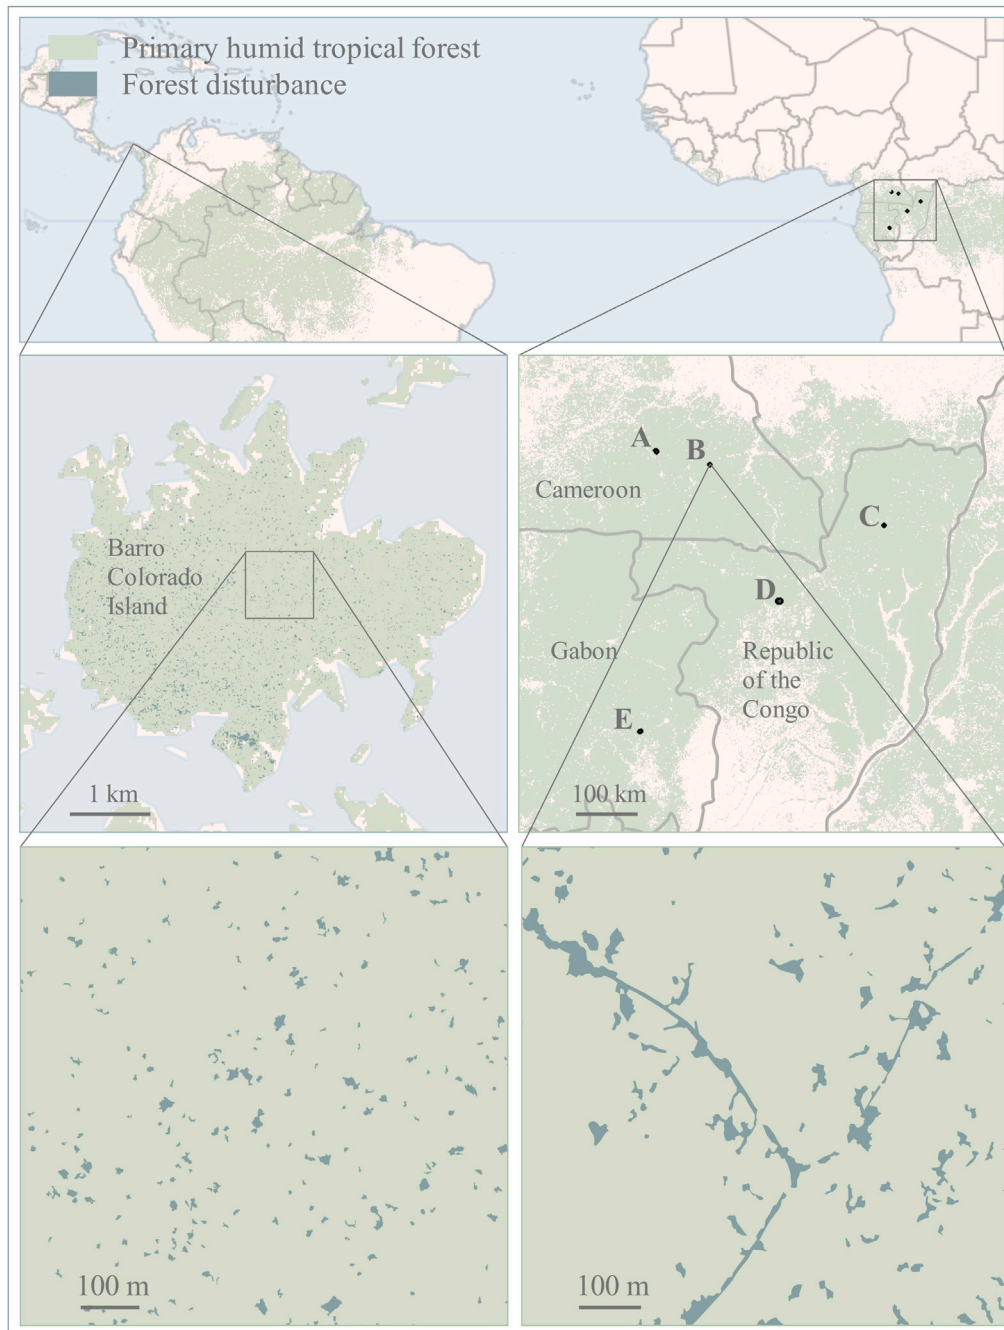 Primary humid tropical forest
Forest disturbance
Barro
Colorado
Island
1 km
A
B
Cameroon
C
D
Gabon
Republic
of the
Congo
E
100 km
100 m
100 m